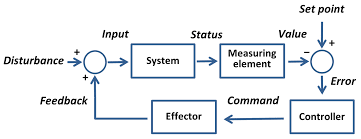 Set point
Input
Status
Value
Disturbance
+
+
System
Measuring
element
−
+
Error
Feedback
Effector
Command
Controller